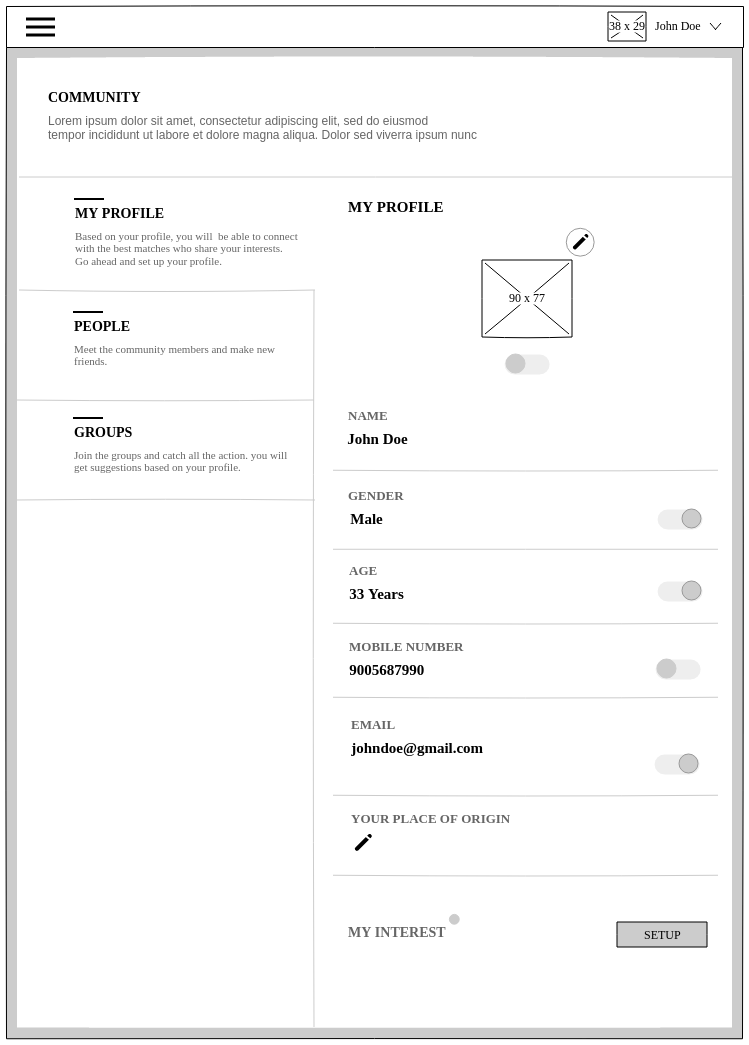 38 x 29 John Doe
COMMUNITY
Lorem ipsum dolor sit amet, consectetur adipiscing elit, sed do eiusmod
tempor incididunt ut labore et dolore magna aliqua. Dolor sed viverra ipsum nunc
MY PROFILE
Based on your profile, you will  be able to connect
with the best matches who share your interests.
Go ahead and set up your profile.
PEOPLE
Meet the community members and make new
friends.
GROUPS
Join the groups and catch all the action. you will
get suggestions based on your profile.
MY PROFILE
90 x 77
NAME
John Doe
GENDER
Male
AGE
33 Years
MOBILE NUMBER
9005687990
EMAIL
johndoe@gmail.com
YOUR PLACE OF ORIGIN
MY INTEREST
SETUP